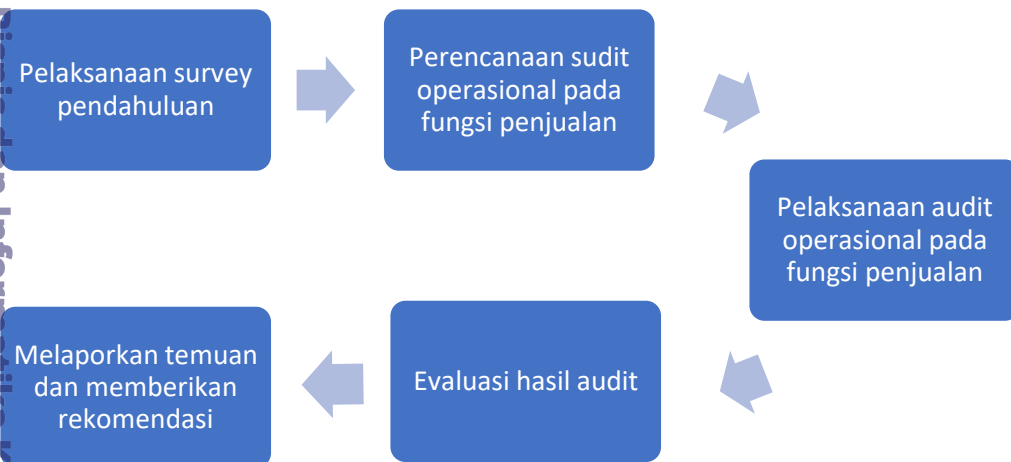 Pelaksanaan survey
pendahuluan
Perencanaan sudit
operasional pada
fungsi penjualan
Pelaksanaan audit
operasional pada
fungsi penjualan
Evaluasi hasil audit
Melaporkan temuan
dan memberikan
rekomendasi